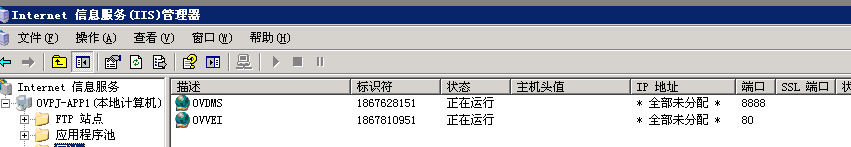 Internet 信息服务(IIS)管理器
文件(F) 操作(A) 查看(V) 窗口(W) 帮助(H)
Internet 信息服务
描述 标识符 状态 主机头值 IP 地址 端口 SSL 端口 状
OVPJ-APP1(本地计算机)
OVDMS 1867628151 正在运行 * 全部未分配 * 8888
FTP 站点
OVVEI 1867810951 正在运行 * 全部未分配 * 80
应用程序池